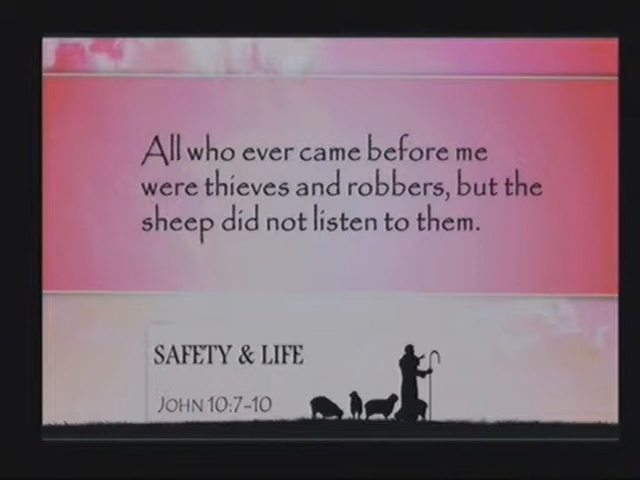 All who ever came before me
were thieves and robbers, but the
sheep did not listen to them.
SAFETY & LIFE
JOHN 10:7-10